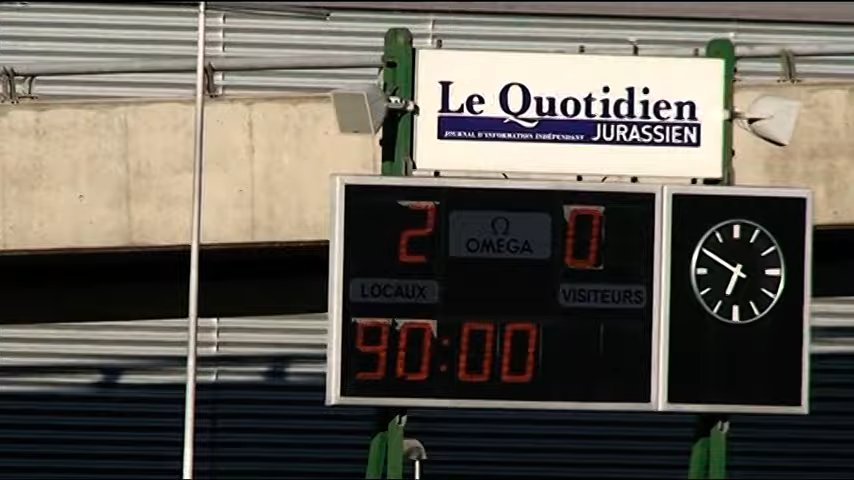 Le Quotidien
JOURNAL D'INFORMATION INDÉPENDANT JURASSIEN
2 Ω OMEGA 0
LOCAUX VISITEURS
90:00